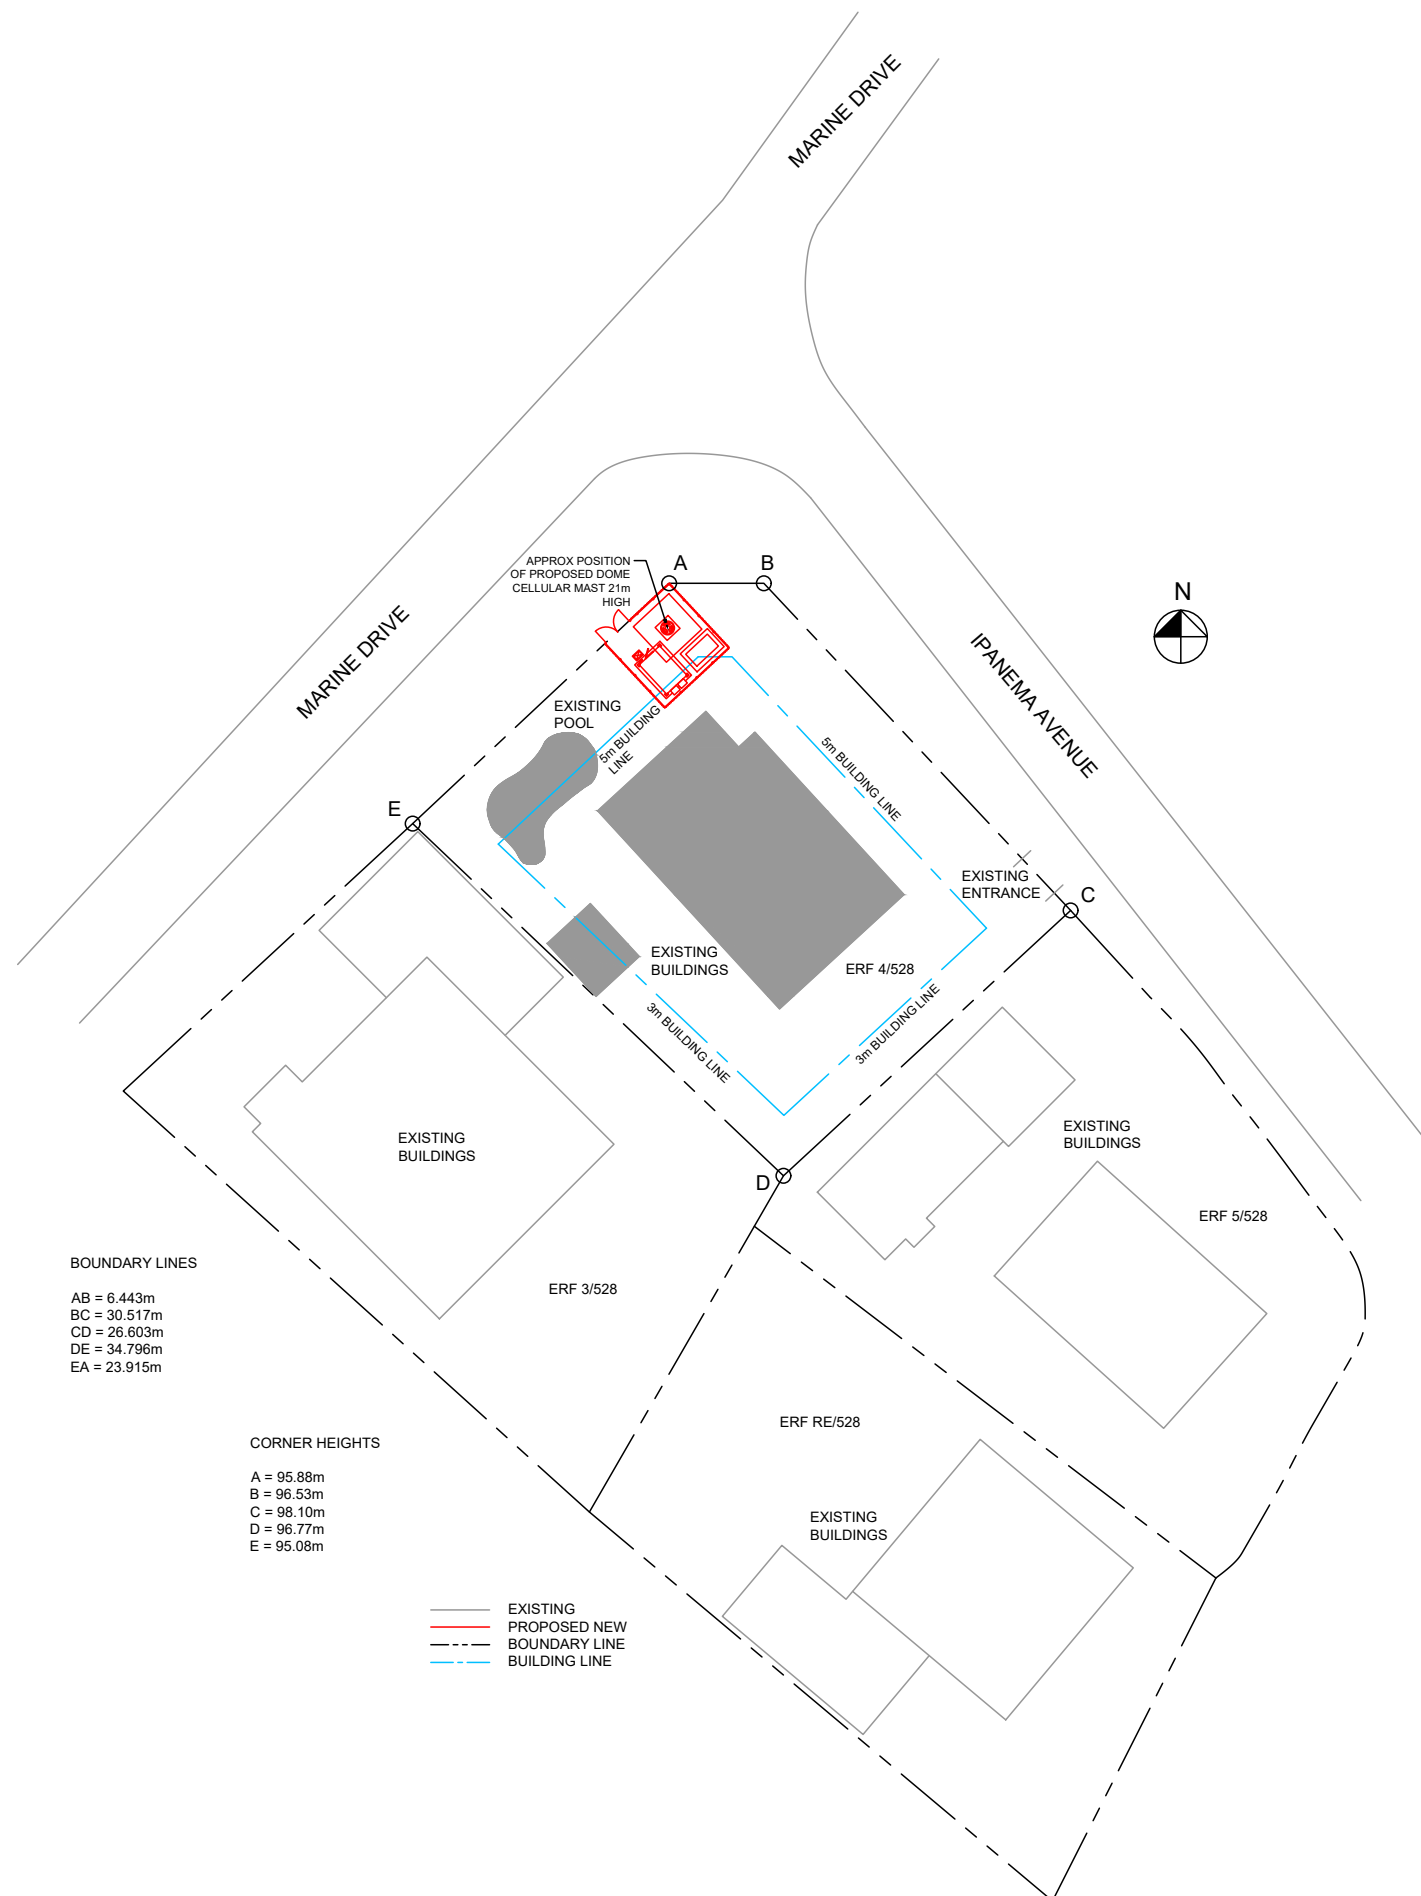 MARINE DRIVE
APPROX POSITION
OF PROPOSED DOME
CELLULAR MAST 21m
HIGH
A
B
N
MARINE DRIVE
IPANEMA AVENUE
EXISTING
POOL
5m BUILDING
LINE
5m BUILDING LINE
E
EXISTING
ENTRANCE
C
EXISTING
BUILDINGS
ERF 4/528
3m BUILDING LINE
3m BUILDING LINE
EXISTING
BUILDINGS
EXISTING
BUILDINGS
D
ERF 5/528
BOUNDARY LINES
AB = 6.443m
BC = 30.517m
CD = 26.603m
DE = 34.796m
EA = 23.915m
ERF 3/528
ERF RE/528
CORNER HEIGHTS
A = 95.88m
B = 96.53m
C = 98.10m
D = 96.77m
E = 95.08m
EXISTING
BUILDINGS
EXISTING
PROPOSED NEW
BOUNDARY LINE
BUILDING LINE